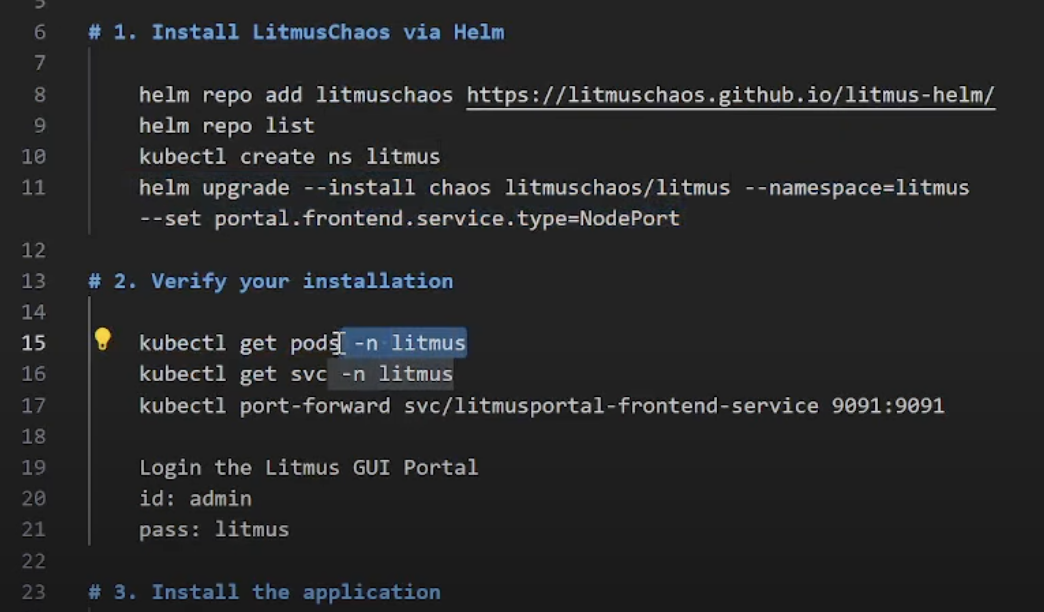 5
6 # 1. Install LitmusChaos via Helm
7
8 helm repo add litmuschaos https://litmuschaos.github.io/litmus-helm/
9 helm repo list
10 kubectl create ns litmus
11 helm upgrade --install chaos litmuschaos/litmus --namespace=litmus
--set portal.frontend.service.type=NodePort
12
13 # 2. Verify your installation
14
15 kubectl get pods -n litmus
16 kubectl get svc -n litmus
17 kubectl port-forward svc/litmusportal-frontend-service 9091:9091
18
19 Login the Litmus GUI Portal
20 id: admin
21 pass: litmus
22
23 # 3. Install the application